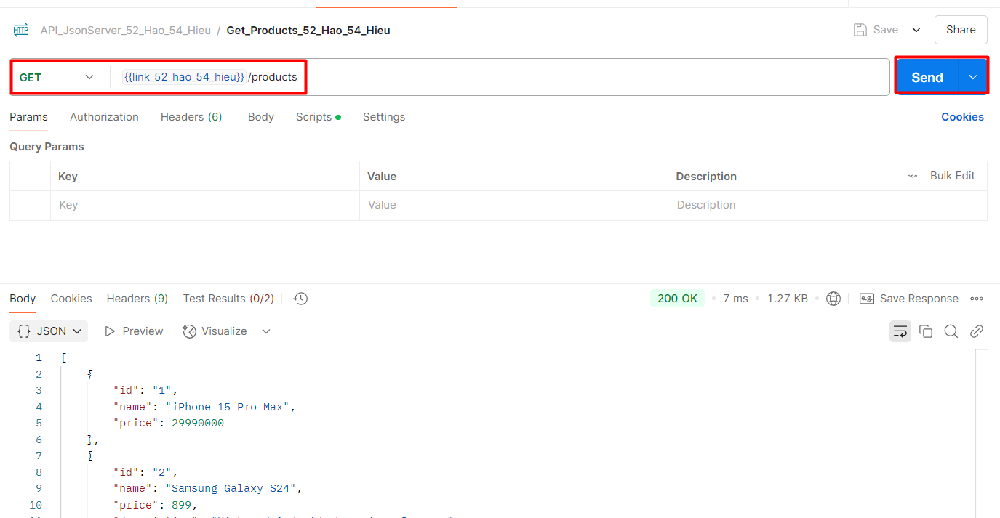 HTTP API_JsonServer_52_Hao_54_Hieu / Get_Products_52_Hao_54_Hieu Save Share
GET {{link_52_hao_54_hieu}} /products Send
Params Authorization Headers (6) Body Scripts Settings Cookies
Query Params
Key Value Description Bulk Edit
Key Value Description
Body Cookies Headers (9) Test Results (0/2) 200 OK 7 ms 1.27 KB e.g. Save Response
{} JSON Preview Visualize
1 [
2 {
3 "id": "1",
4 "name": "iPhone 15 Pro Max",
5 "price": 29990000
6 },
7 {
8 "id": "2",
9 "name": "Samsung Galaxy S24",
10 "price": 899,